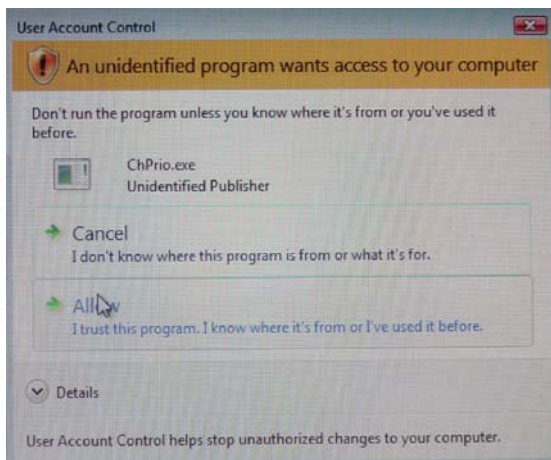 User Account Control
An unidentified program wants access to your computer
Don't run the program unless you know where it's from or you've used it
before.
ChPrio.exe
Unidentified Publisher
Cancel
I don't know where this program is from or what it's for.
Allow
I trust this program. I know where it's from or I've used it before.
Details
User Account Control helps stop unauthorized changes to your computer.